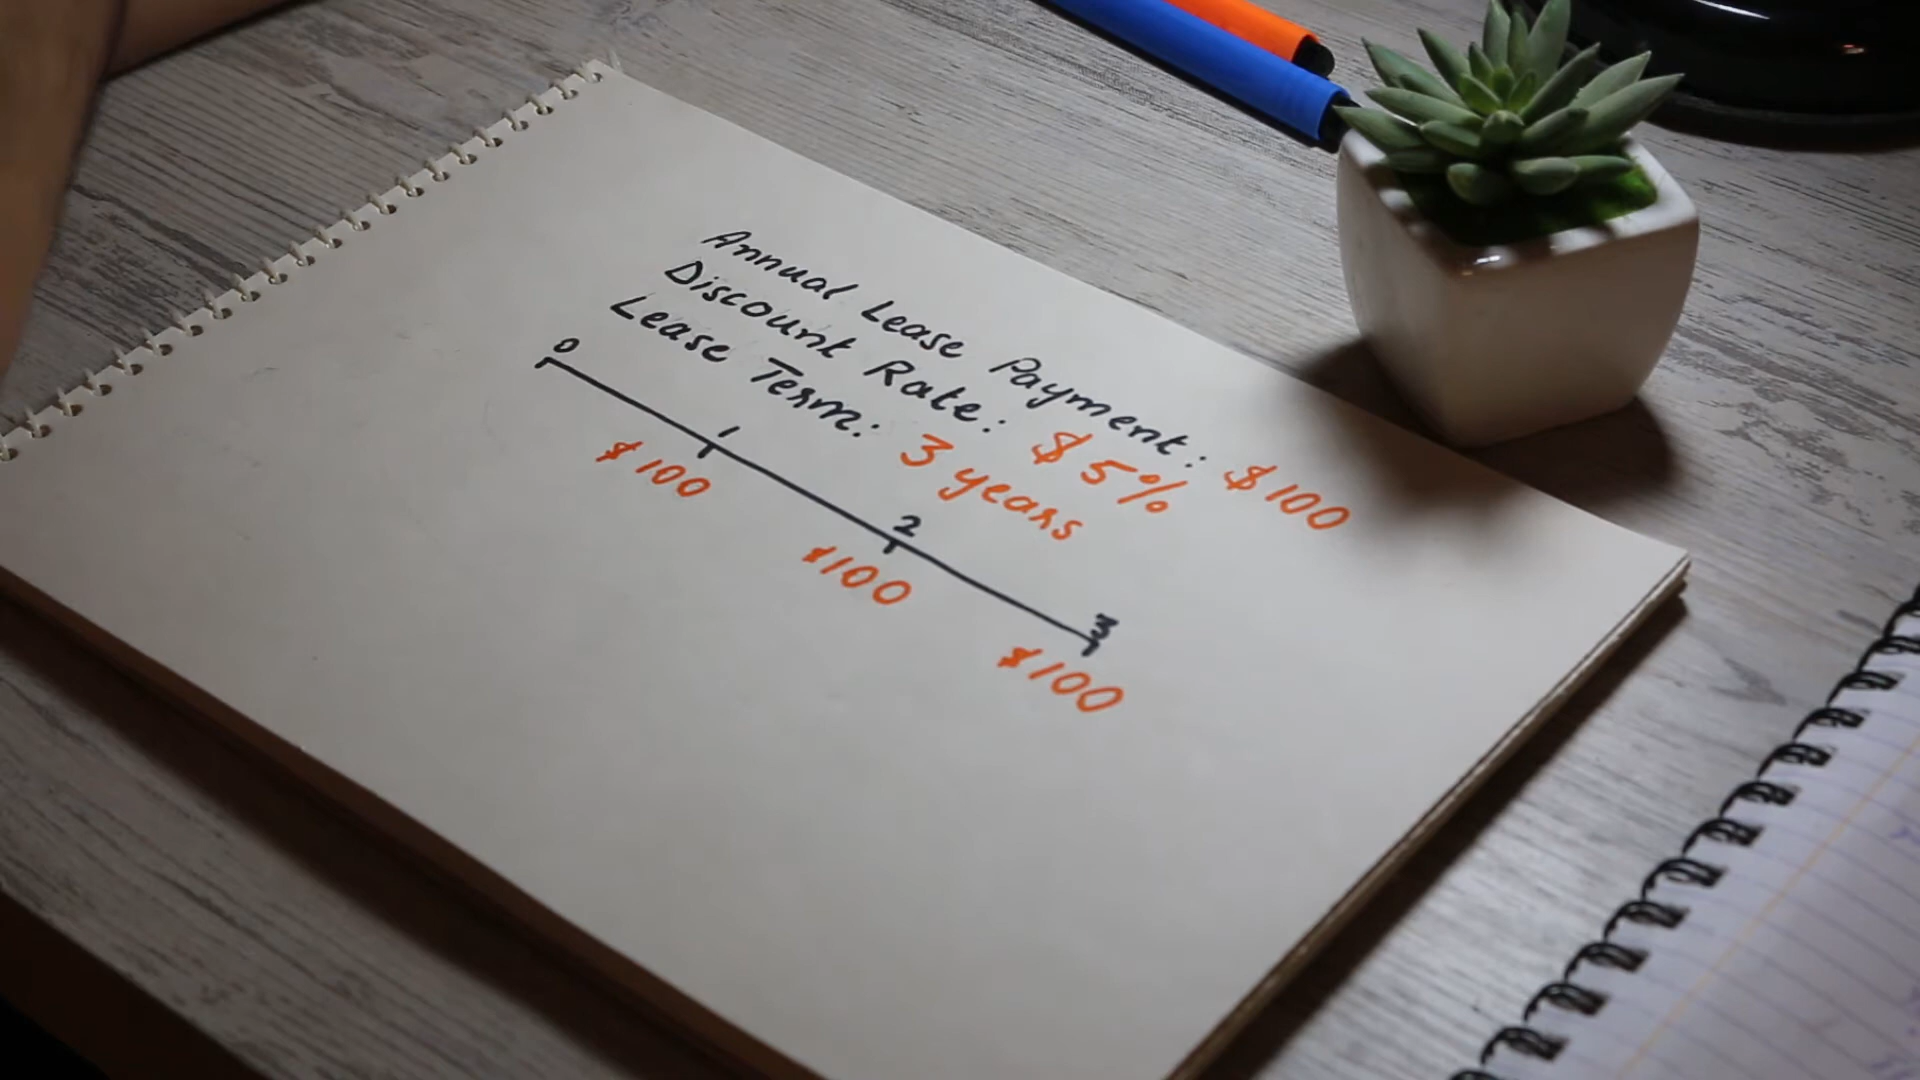 Annual Lease Payment: $100
Discount Rate: $5%
Lease Term: 3 years
0 1 2 3
$100 $100 $100